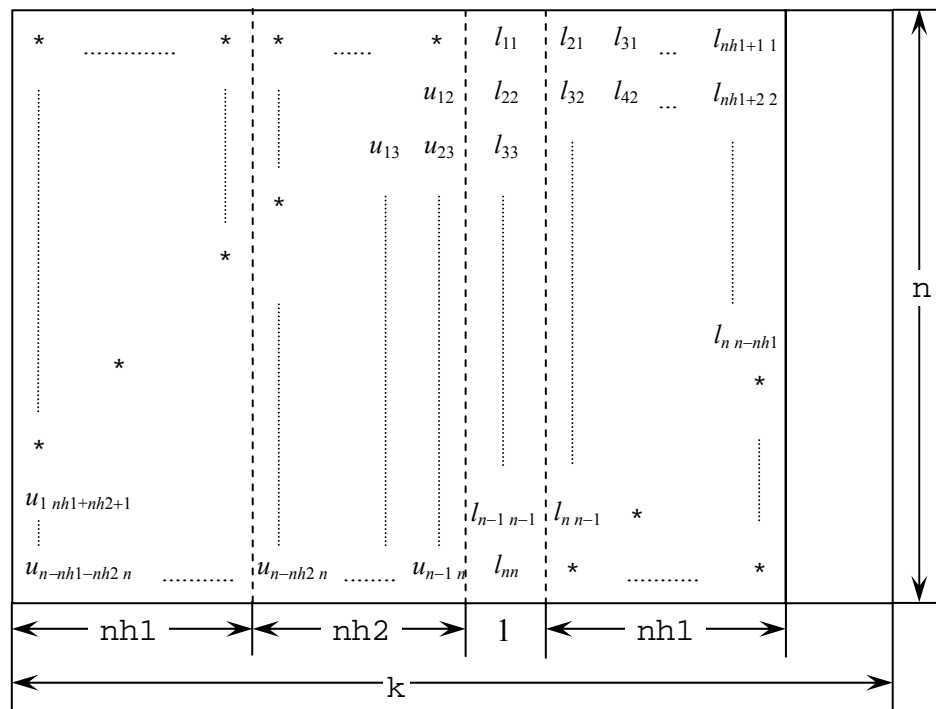 * ............... * * ...... * l11 l21 l31 ... lnh1+1 1
u12 l22 l32 l42 ... lnh1+2 2
u13 u23 l33
*
*
n
ln n−nh1
*
*
*
u1 nh1+nh2+1 ln−1 n−1 ln n−1 *
un−nh1−nh2 n ............ un−nh2 n ........ un−1 n lnn * ............ *
nh1 nh2 1 nh1
k